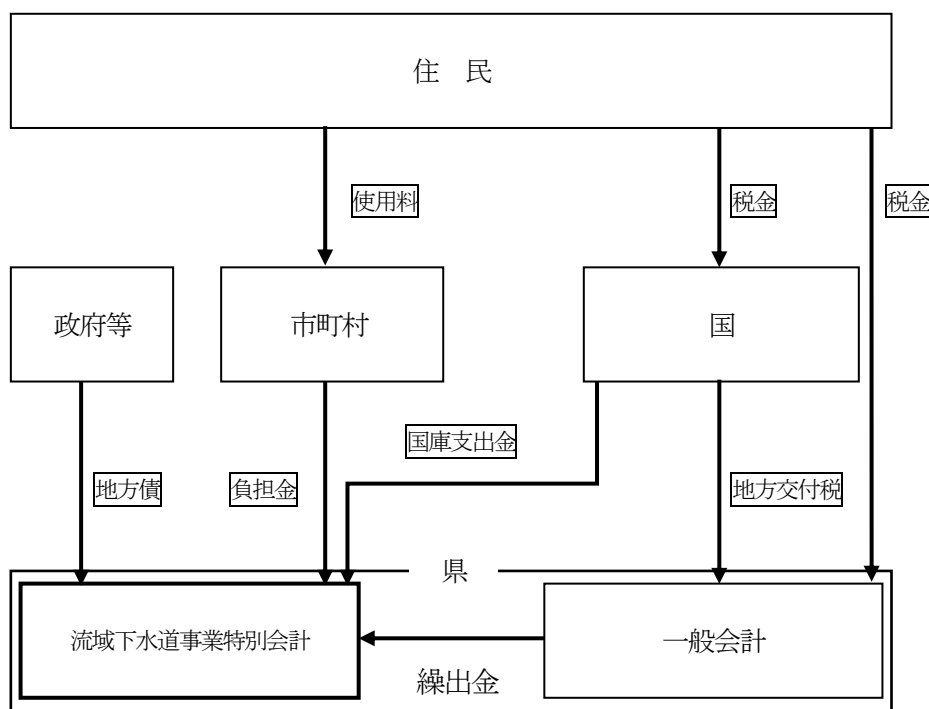 住 民
使用料
税金
税金
政府等
市町村
国
国庫支出金
地方債
負担金
地方交付税
県
流域下水道事業特別会計
一般会計
繰出金